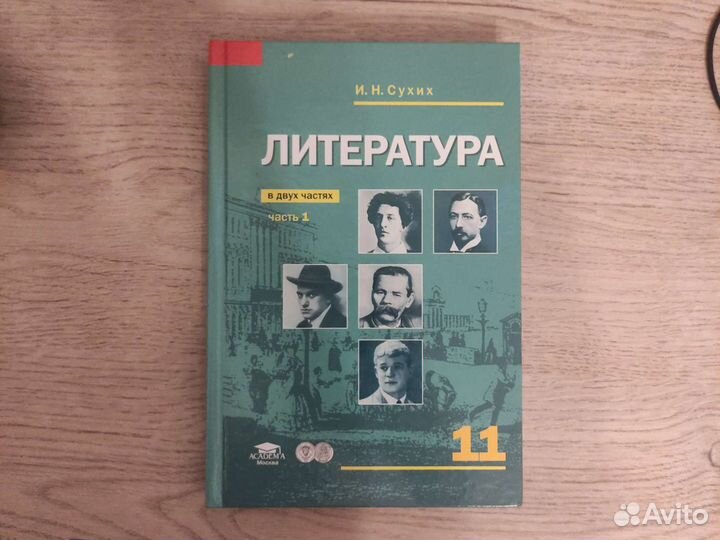 И. Н. Сухих
ЛИТЕРАТУРА
в двух частях
часть 1
11
ACADEMA
Москва
Avito